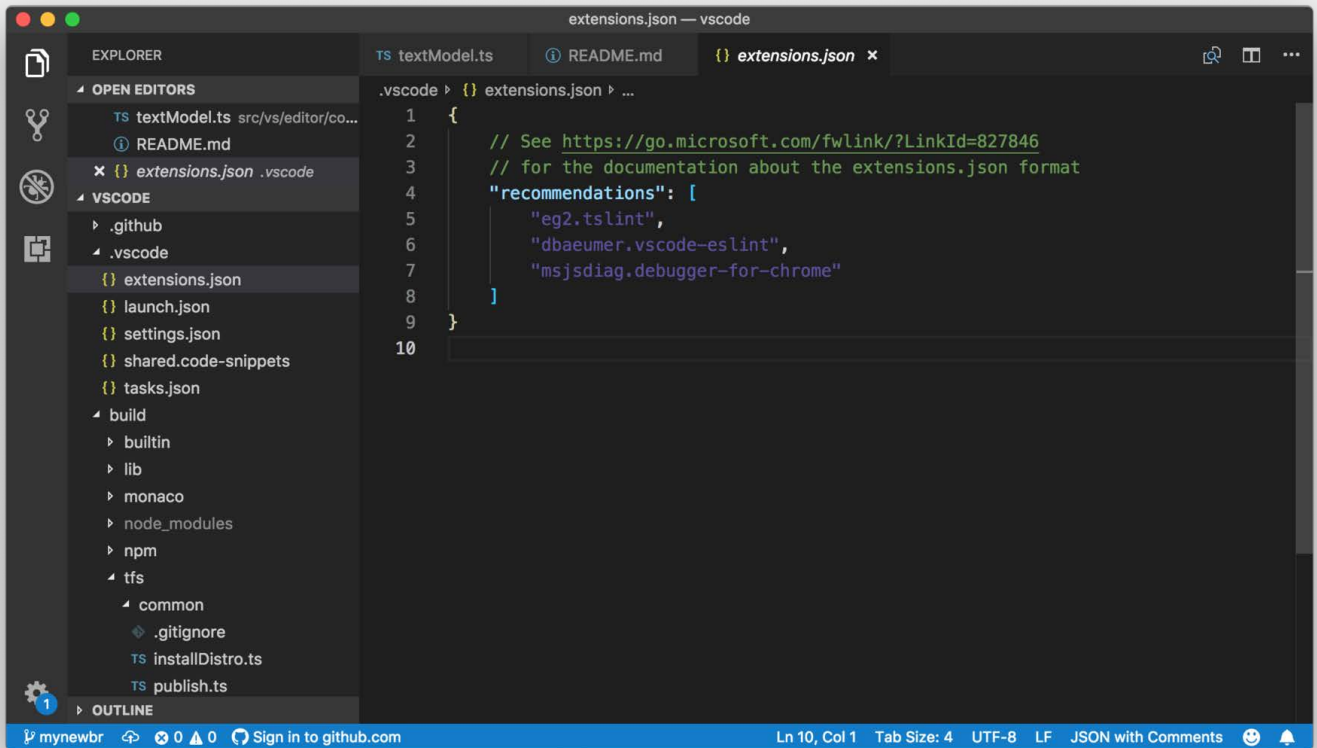 extensions.json — vscode
EXPLORER
OPEN EDITORS
TS textModel.ts src/vs/editor/co...
README.md
{} extensions.json .vscode
VSCODE
.github
.vscode
{} extensions.json
{} launch.json
{} settings.json
{} shared.code-snippets
{} tasks.json
build
builtin
lib
monaco
node_modules
npm
tfs
common
.gitignore
TS installDistro.ts
TS publish.ts
OUTLINE
TS textModel.ts README.md {} extensions.json
.vscode {} extensions.json ...
1 {
2 // See https://go.microsoft.com/fwlink/?LinkId=827846
3 // for the documentation about the extensions.json format
4 "recommendations": [
5 "eg2.tslint",
6 "dbaeumer.vscode-eslint",
7 "msjsdiag.debugger-for-chrome"
8 ]
9 }
10
1
mynewbr 0 0 Sign in to github.com Ln 10, Col 1 Tab Size: 4 UTF-8 LF JSON with Comments